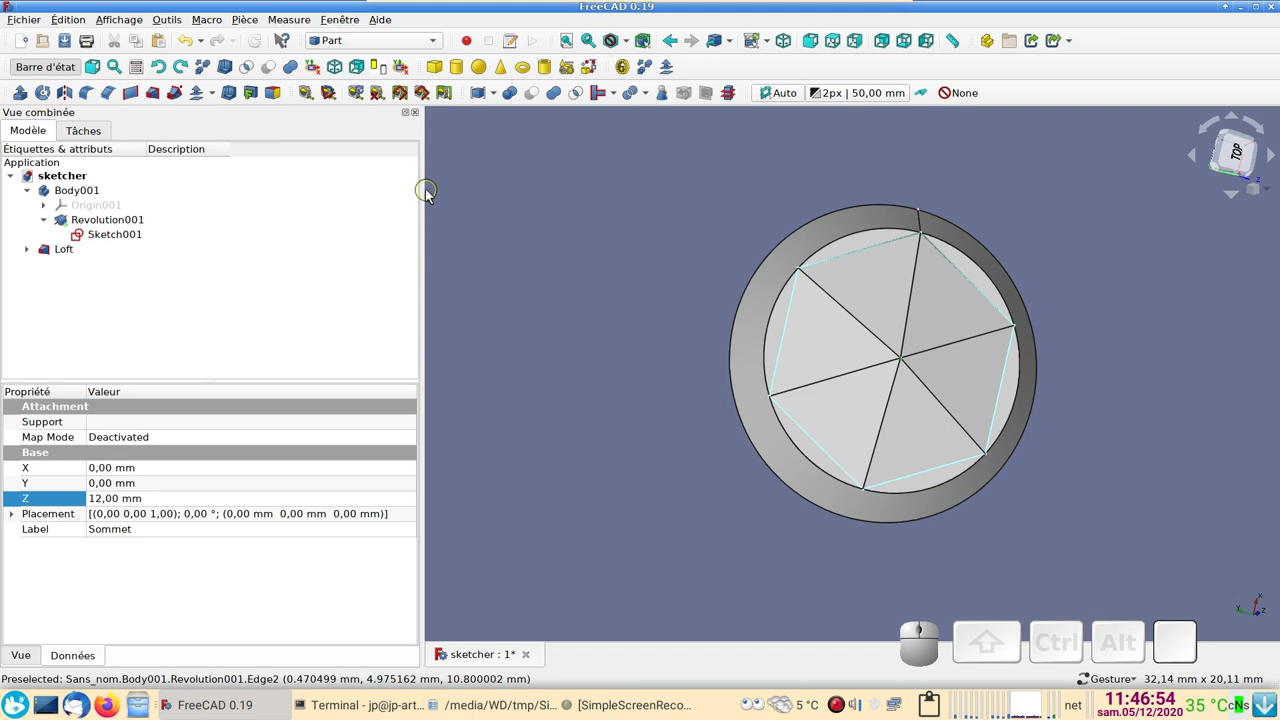 FreeCAD 0.19
Fichier Édition Affichage Outils Macro Pièce Measure Fenêtre Aide
Part
Barre d'état
Auto 2px | 50,00 mm None
Vue combinée
Modèle Tâches
Étiquettes & attributs Description
Application
sketcher
Body001
Origin001
Revolution001
Sketch001
Loft
TOP
Propriété Valeur
Attachment
Support
Map Mode Deactivated
Base
X 0,00 mm
Y 0,00 mm
Z 12,00 mm
Placement [(0,00 0,00 1,00); 0,00 °; (0,00 mm 0,00 mm 0,00 mm)]
Label Sommet
Ctrl Alt
Vue Données
sketcher : 1*
Preselected: Sans_nom.Body001.Revolution001.Edge2 (0.470499 mm, 4.975162 mm, 10.800002 mm)
Gesture 32,14 mm x 20,11 mm
FreeCAD 0.19 Terminal - jp@jp-art... /media/WD/tmp/Si... [SimpleScreenReco... 5 °C net 11:46:54 35 °C
sam.05/12/2020